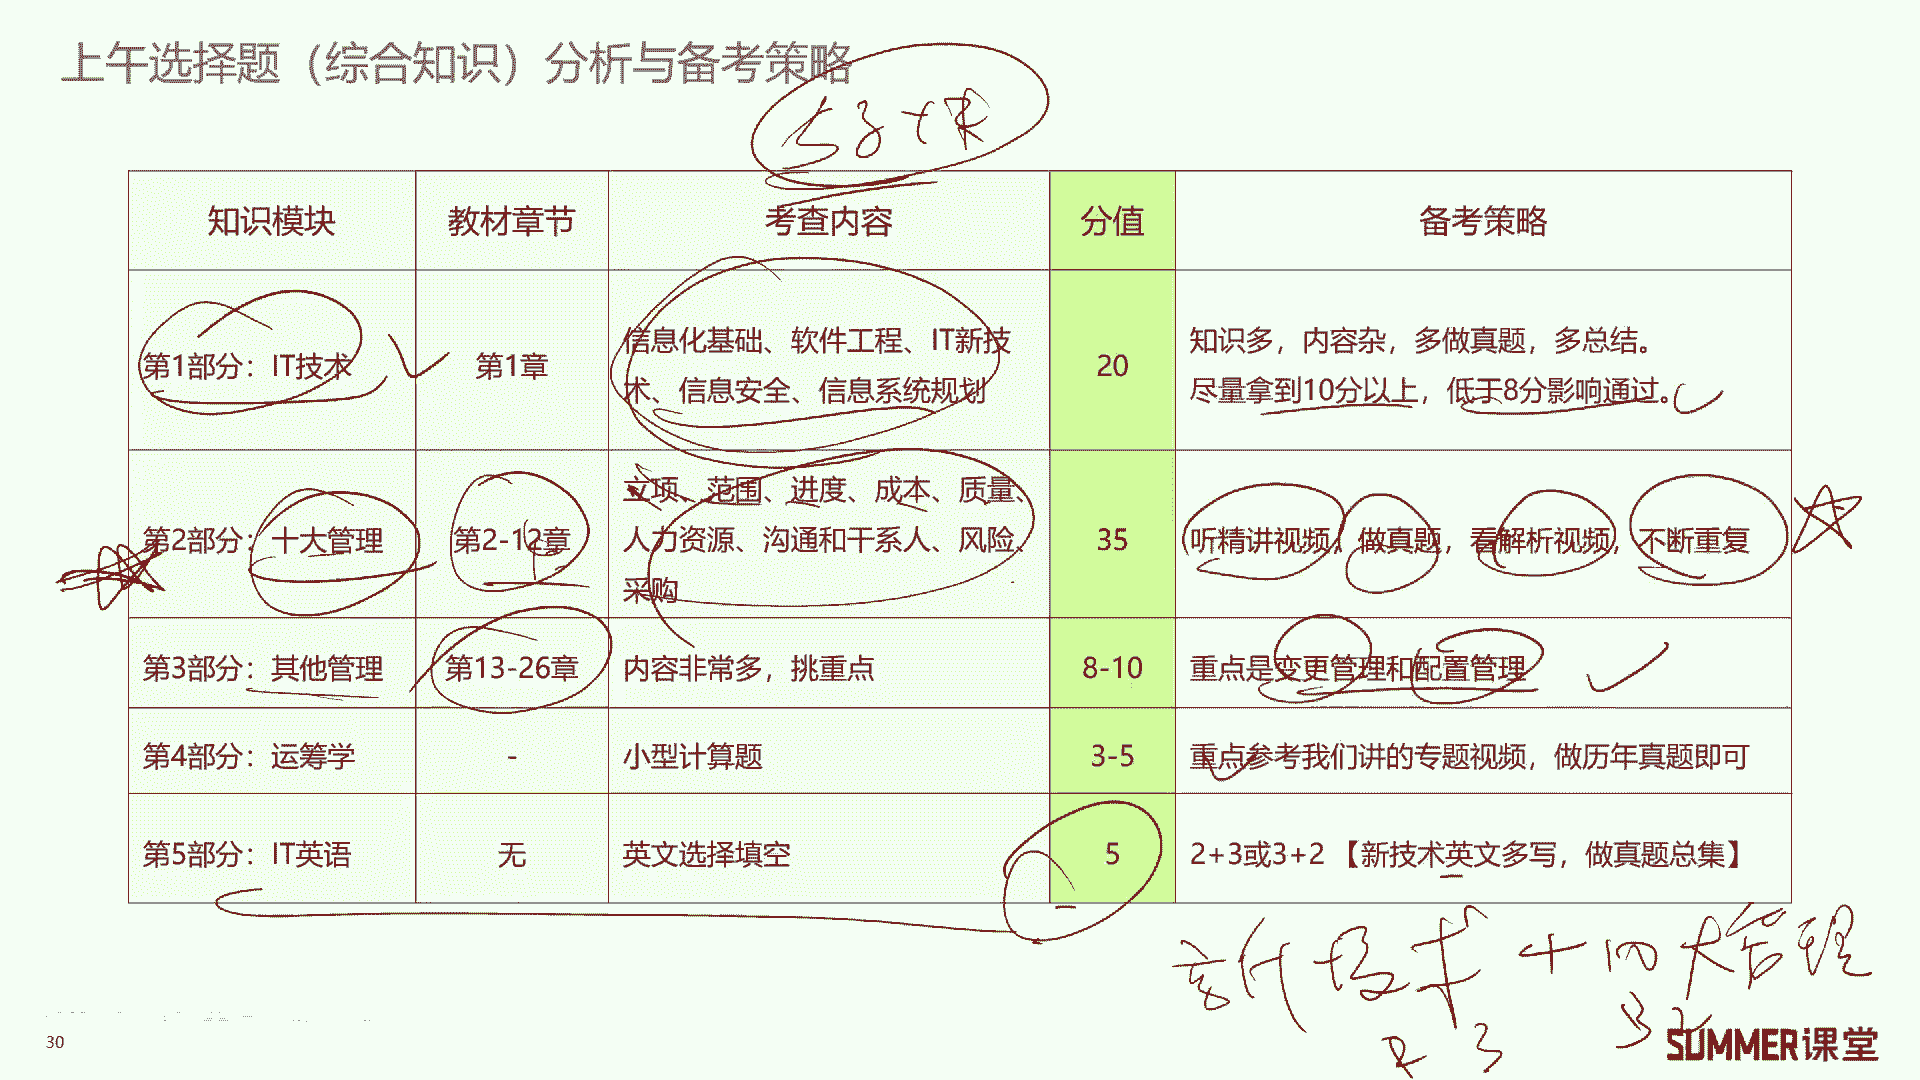 上午选择题（综合知识）分析与备考策略
知识模块 教材章节 考查内容 分值 备考策略
第1部分：IT技术 第1章 信息化基础、软件工程、IT新技
术、信息安全、信息系统规划 20 知识多，内容杂，多做真题，多总结。
尽量拿到10分以上，低于8分影响通过。
第2部分：十大管理 第2-12章 立项、范围、进度、成本、质量、
人力资源、沟通和干系人、风险、
采购 35 听精讲视频，做真题，看解析视频，不断重复
第3部分：其他管理 第13-26章 内容非常多，挑重点 8-10 重点是变更管理和配置管理
第4部分：运筹学 - 小型计算题 3-5 重点参考我们讲的专题视频，做历年真题即可
第5部分：IT英语 无 英文选择填空 5 2+3或3+2 【新技术英文多写，做真题总集】
新技术 十四大管理
2 3 3 2
30
SUMMER课堂